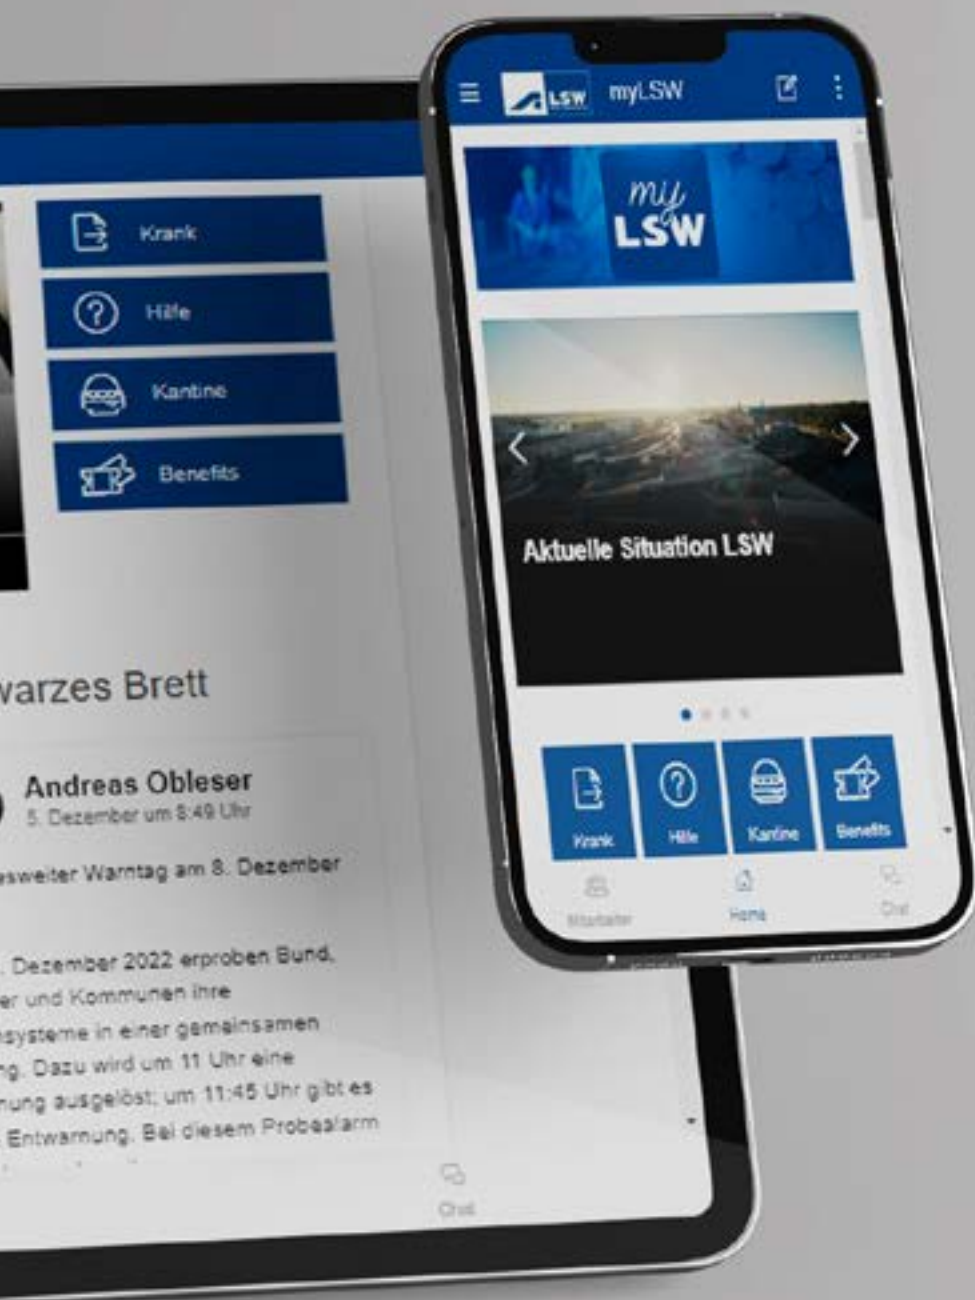 Krank
Hilfe
Kantine
Benefits
warzes Brett
Andreas Obleser
5. Dezember um 8:49 Uhr
esweiter Warntag am 8. Dezember
. Dezember 2022 erproben Bund,
er und Kommunen ihre
nsysteme in einer gemeinsamen
ng. Dazu wird um 11 Uhr eine
nung ausgelöst; um 11:45 Uhr gibt es
Entwarnung. Bei diesem Probealarm
Chat
LSW myLSW
my
LSW
Aktuelle Situation LSW
Krank Hilfe Kantine Benefits
Mitarbeiter Home Chat